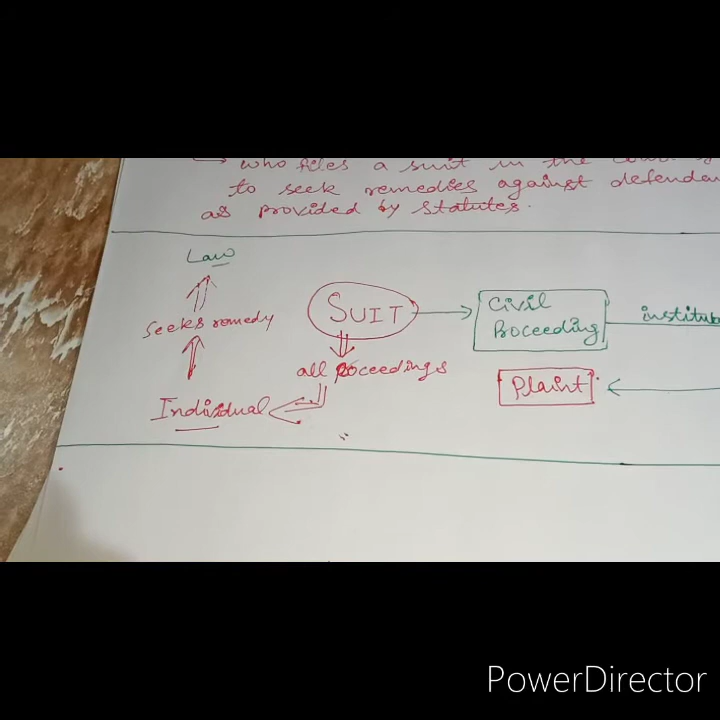 who files a suit in the
to seek remedies against defendan
as provided by statutes.
Law
Seeks remedy
Individual
SUIT
all proceedings
Civil
Proceeding
institut
Plaint
PowerDirector